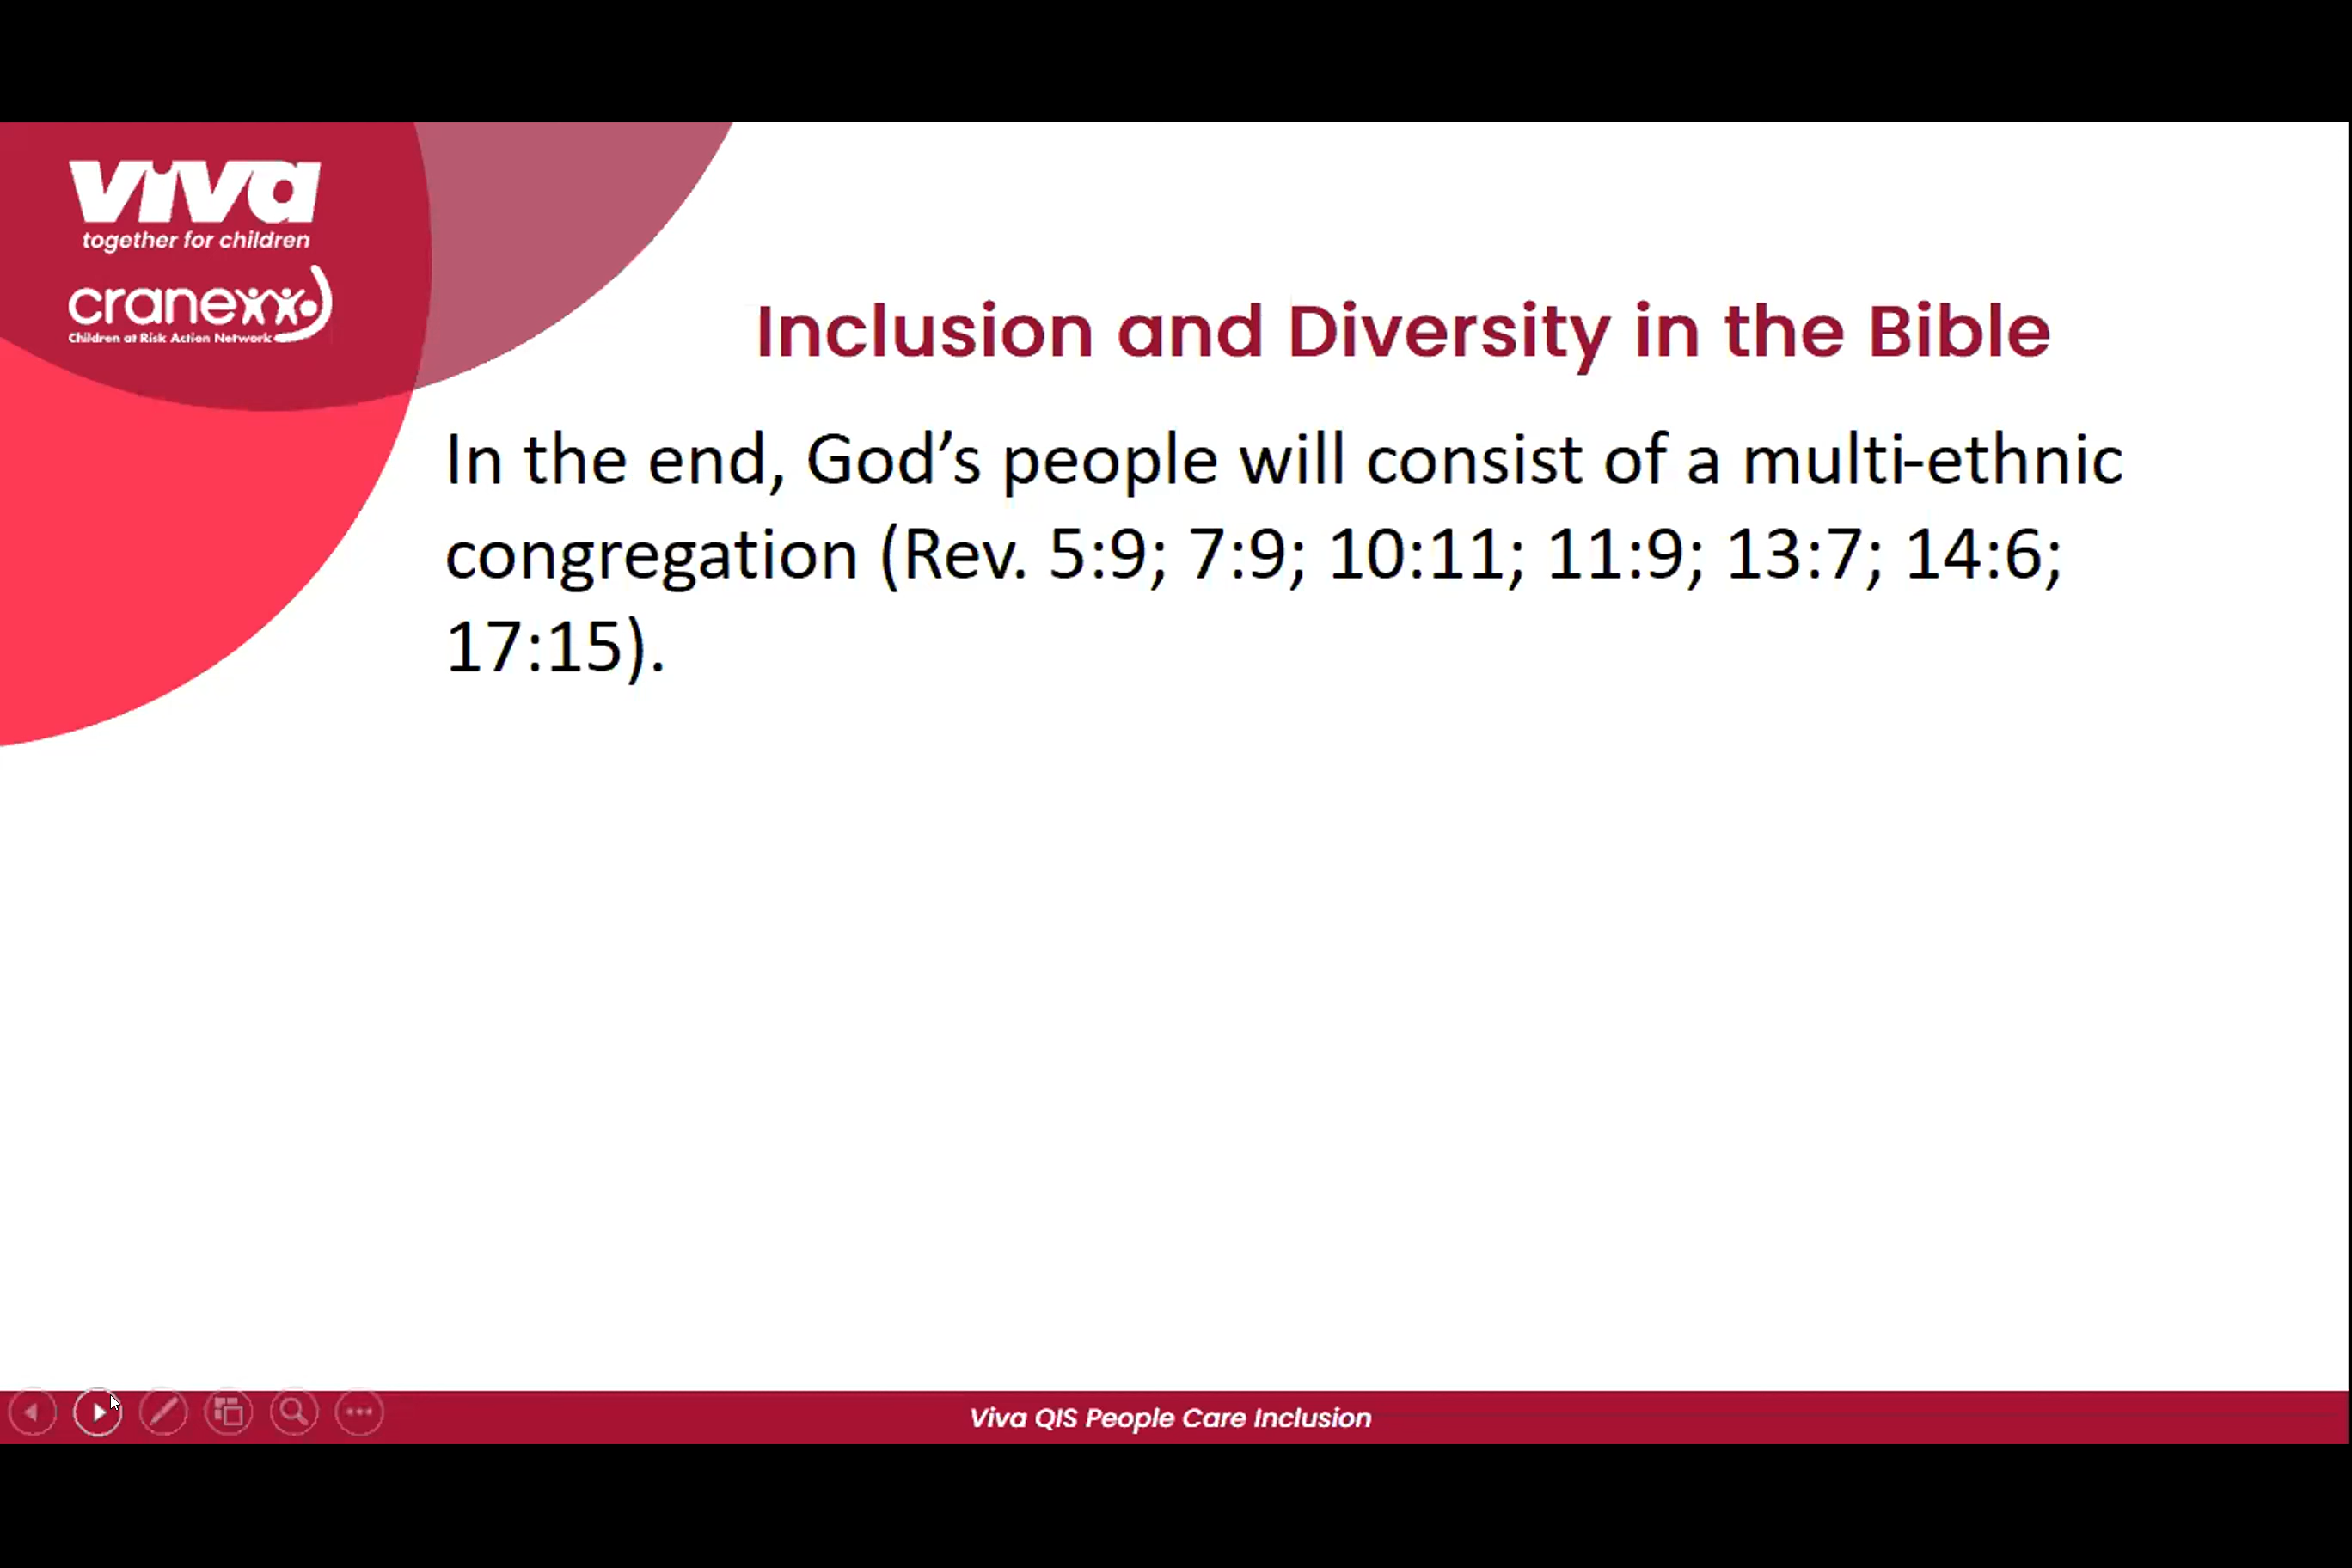 viva
together for children
crane
Children at Risk Action Network
Inclusion and Diversity in the Bible
In the end, God’s people will consist of a multi-ethnic
congregation (Rev. 5:9; 7:9; 10:11; 11:9; 13:7; 14:6;
17:15).
Viva QIS People Care Inclusion